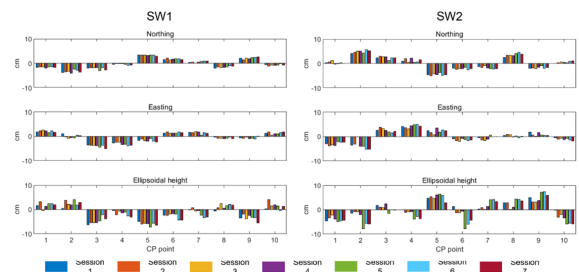 SW1
SW2
Northing
Northing
10
0
-10
cm
10
0
-10
cm
Easting
Easting
10
0
-10
cm
10
0
-10
cm
Ellipsoidal height
Ellipsoidal height
10
0
-10
cm
10
0
-10
cm
1 2 3 4 5 6 7 8 9 10
1 2 3 4 5 6 7 8 9 10
CP point
CP point
Session 1
Session 2
Session 3
Session 4
Session 5
Session 6
Session 7